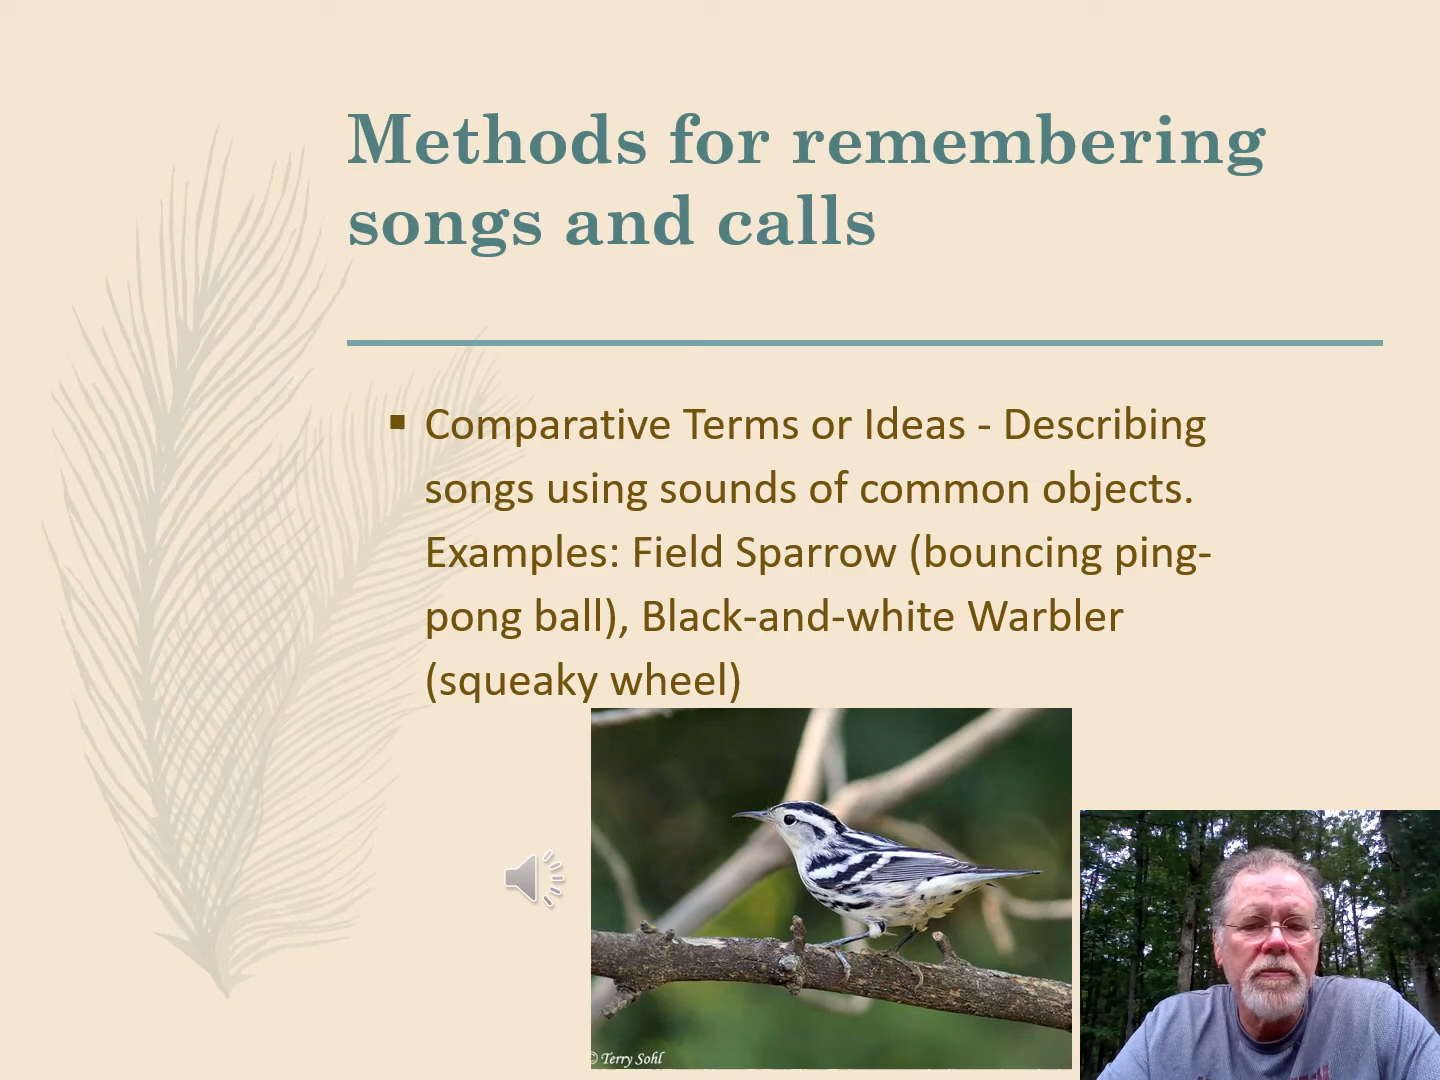 Methods for remembering
songs and calls
▪ Comparative Terms or Ideas - Describing
songs using sounds of common objects.
Examples: Field Sparrow (bouncing ping-
pong ball), Black-and-white Warbler
(squeaky wheel)
© Terry Sohl